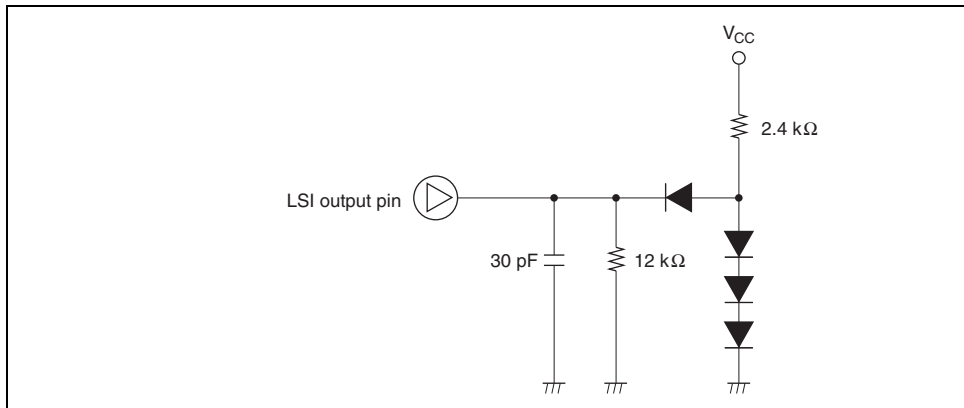 V_CC
2.4 kΩ
LSI output pin
30 pF
12 kΩ